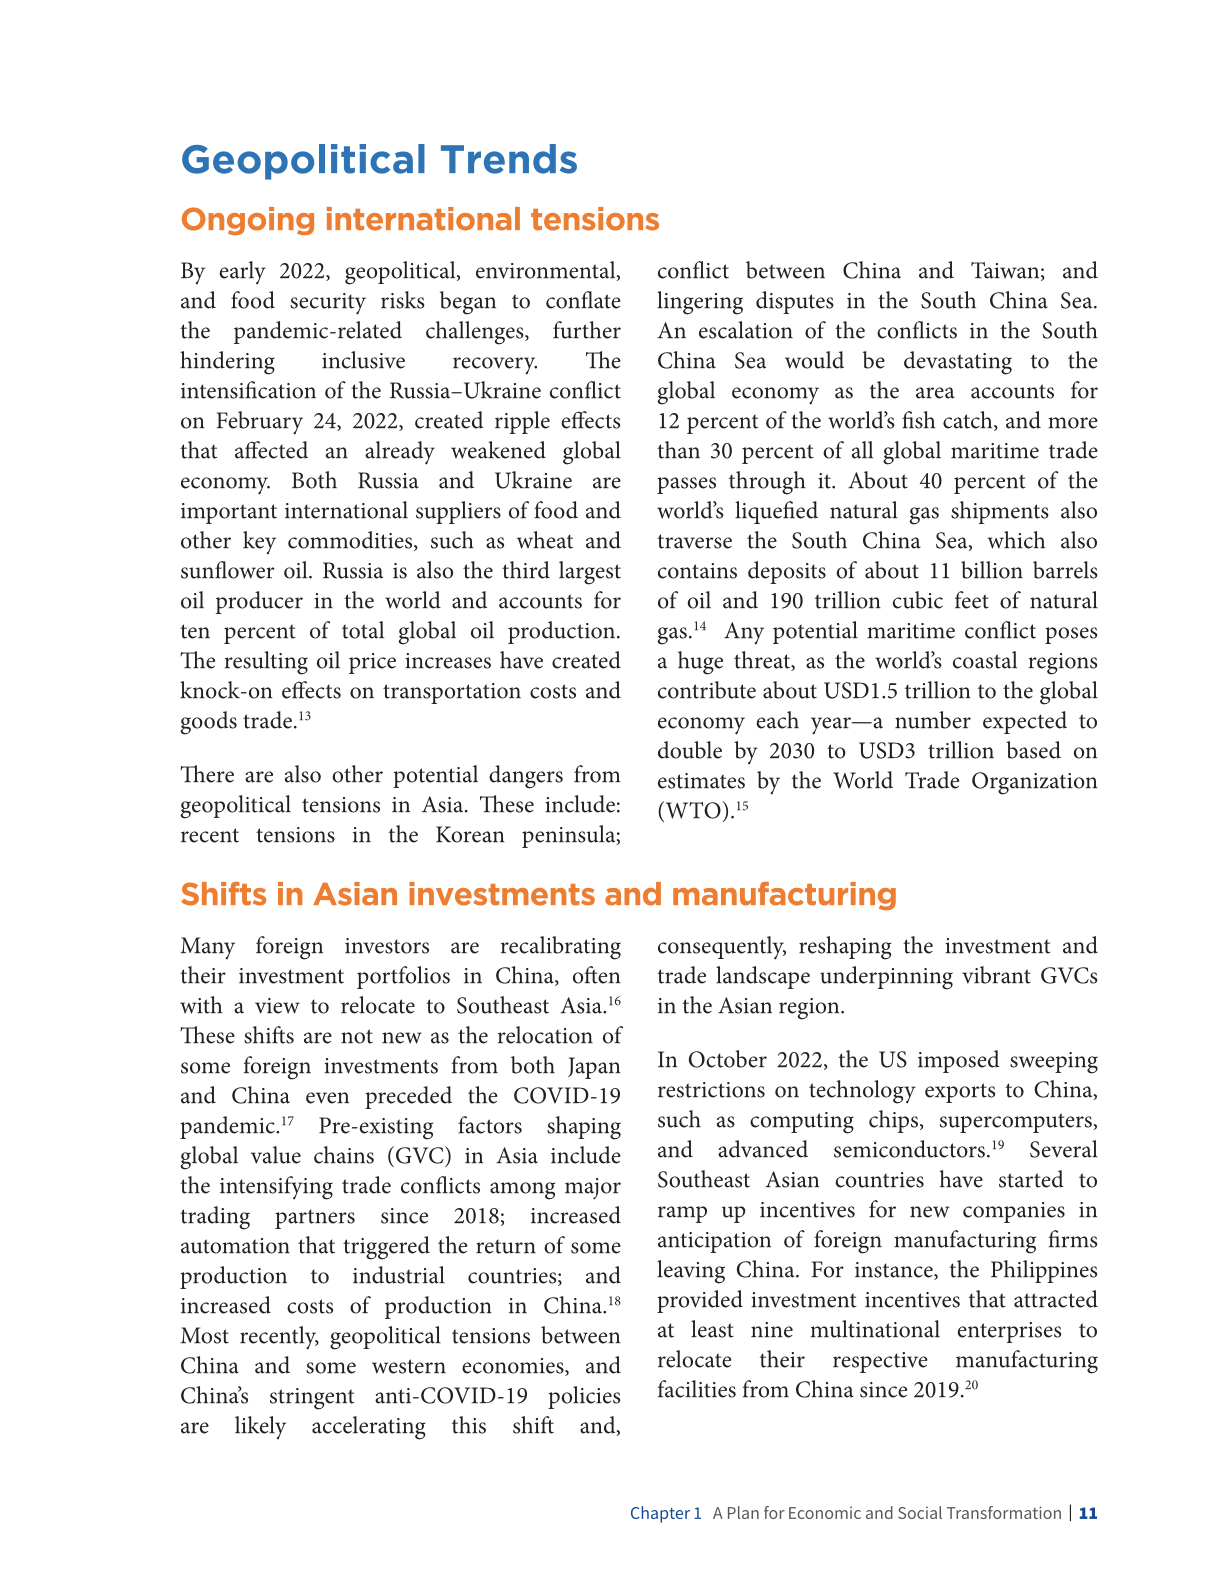 Geopolitical Trends
Ongoing international tensions
By early 2022, geopolitical, environmental,
and food security risks began to conflate
the pandemic-related challenges, further
hindering inclusive recovery. The
intensification of the Russia–Ukraine conflict
on February 24, 2022, created ripple effects
that affected an already weakened global
economy. Both Russia and Ukraine are
important international suppliers of food and
other key commodities, such as wheat and
sunflower oil. Russia is also the third largest
oil producer in the world and accounts for
ten percent of total global oil production.
The resulting oil price increases have created
knock-on effects on transportation costs and
goods trade.13
There are also other potential dangers from
geopolitical tensions in Asia. These include:
recent tensions in the Korean peninsula;
conflict between China and Taiwan; and
lingering disputes in the South China Sea.
An escalation of the conflicts in the South
China Sea would be devastating to the
global economy as the area accounts for
12 percent of the world’s fish catch, and more
than 30 percent of all global maritime trade
passes through it. About 40 percent of the
world’s liquefied natural gas shipments also
traverse the South China Sea, which also
contains deposits of about 11 billion barrels
of oil and 190 trillion cubic feet of natural
gas.14 Any potential maritime conflict poses
a huge threat, as the world’s coastal regions
contribute about USD1.5 trillion to the global
economy each year—a number expected to
double by 2030 to USD3 trillion based on
estimates by the World Trade Organization
(WTO).15
Shifts in Asian investments and manufacturing
Many foreign investors are recalibrating
their investment portfolios in China, often
with a view to relocate to Southeast Asia.16
These shifts are not new as the relocation of
some foreign investments from both Japan
and China even preceded the COVID-19
pandemic.17 Pre-existing factors shaping
global value chains (GVC) in Asia include
the intensifying trade conflicts among major
trading partners since 2018; increased
automation that triggered the return of some
production to industrial countries; and
increased costs of production in China.18
Most recently, geopolitical tensions between
China and some western economies, and
China’s stringent anti-COVID-19 policies
are likely accelerating this shift and,
consequently, reshaping the investment and
trade landscape underpinning vibrant GVCs
in the Asian region.
In October 2022, the US imposed sweeping
restrictions on technology exports to China,
such as computing chips, supercomputers,
and advanced semiconductors.19 Several
Southeast Asian countries have started to
ramp up incentives for new companies in
anticipation of foreign manufacturing firms
leaving China. For instance, the Philippines
provided investment incentives that attracted
at least nine multinational enterprises to
relocate their respective manufacturing
facilities from China since 2019.20
Chapter 1 A Plan for Economic and Social Transformation | 11